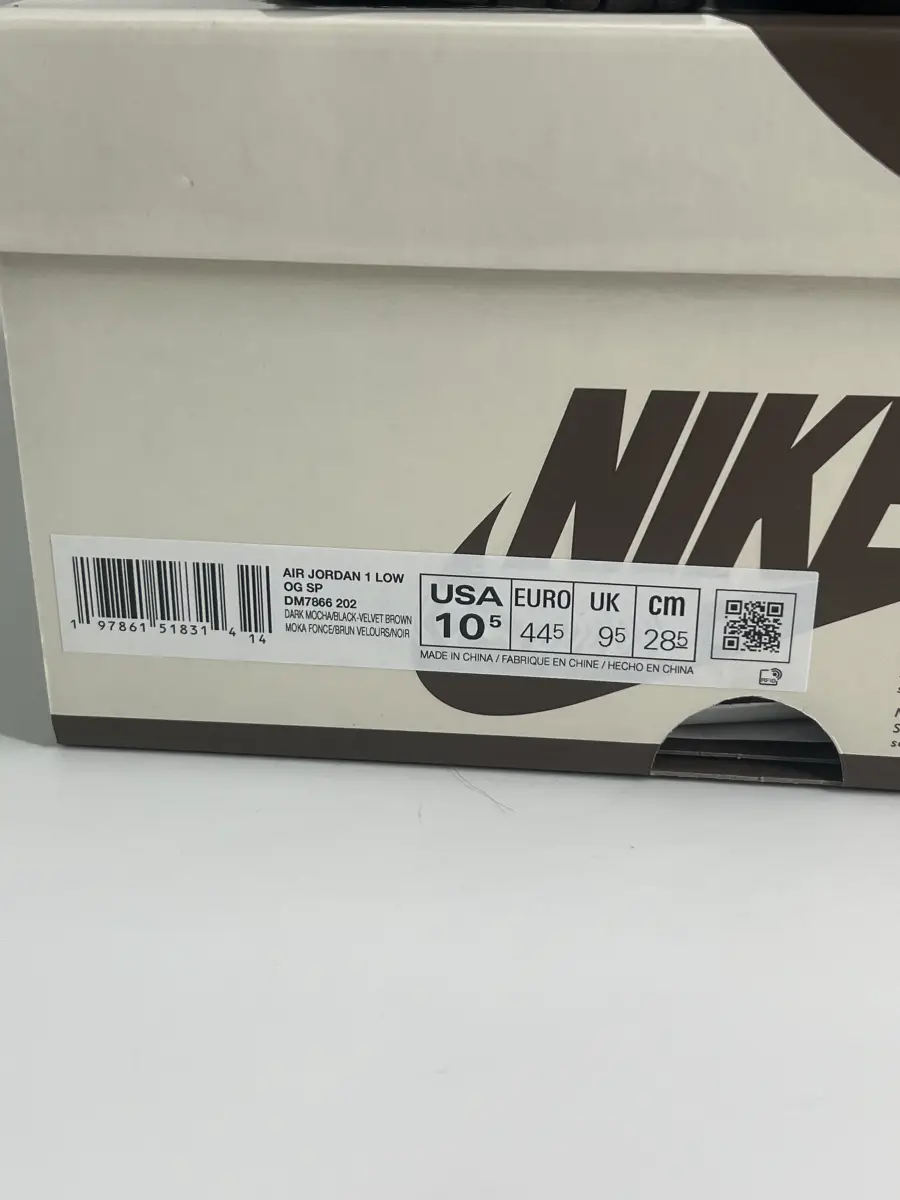 NIKE
1 97861 51831 4 14
AIR JORDAN 1 LOW
OG SP
DM7866 202
DARK MOCHA/BLACK-VELVET BROWN
MOKA FONCE/BRUN VELOURS/NOIR
USA EURO UK cm
10 5 44 5 9 5 28 5
MADE IN CHINA / FABRIQUE EN CHINE / HECHO EN CHINA
RFID